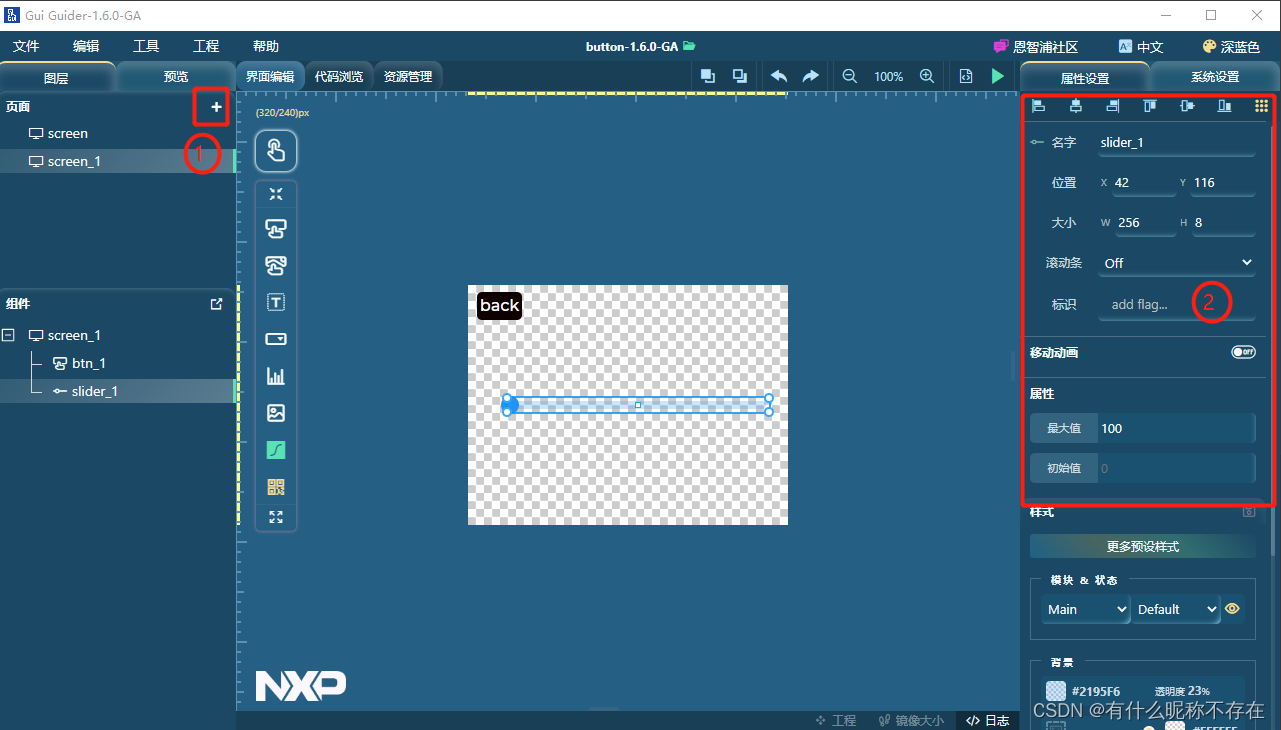 Gui Guider-1.6.0-GA
文件 编辑 工具 工程 帮助 button-1.6.0-GA 恩智浦社区 中文 深蓝色
图层 预览 界面编辑 代码浏览 资源管理 100% 属性设置 系统设置
页面 +
screen
screen_1
1
(320/240)px
back
组件
screen_1
btn_1
slider_1
名字 slider_1
位置 X 42 Y 116
大小 W 256 H 8
滚动条 Off
标识 add flag...
2
移动动画 Off
属性
最大值 100
初始值 0
样式
更多预设样式
模块 & 状态
Main Default
背景
#2195F6 透明度 23%
NXP
工程 镜像大小 </> 日志
CSDN @有什么昵称不存在